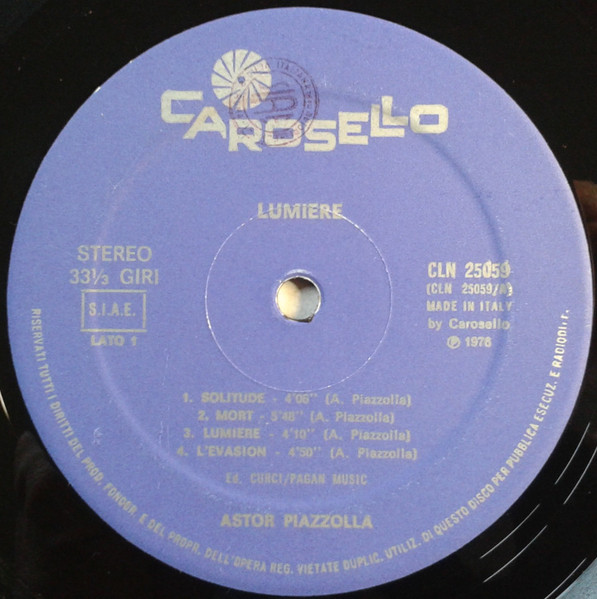 CAROSELLO
LUMIERE
STEREO
33⅓ GIRI
S.I.A.E.
LATO 1
CLN 25059
(CLN 25059/A)
MADE IN ITALY
by Carosello
℗ 1978
1. SOLITUDE - 4'06'' (A. Piazzolla)
2. MORT - 5'48'' (A. Piazzolla)
3. LUMIERE - 4'10'' (A. Piazzolla)
4. L'EVASION - 4'50'' (A. Piazzolla)
Ed. CURCI/PAGAN MUSIC
ASTOR PIAZZOLLA
RISERVATI TUTTI I DIRITTI DEL PROD. FONOGR. E DEL PROPR. DELL'OPERA REG. VIETATE DUPLIC. UTILIZ. DI QUESTO DISCO PER PUBBLICA ESECUZ. E RADIODIF.